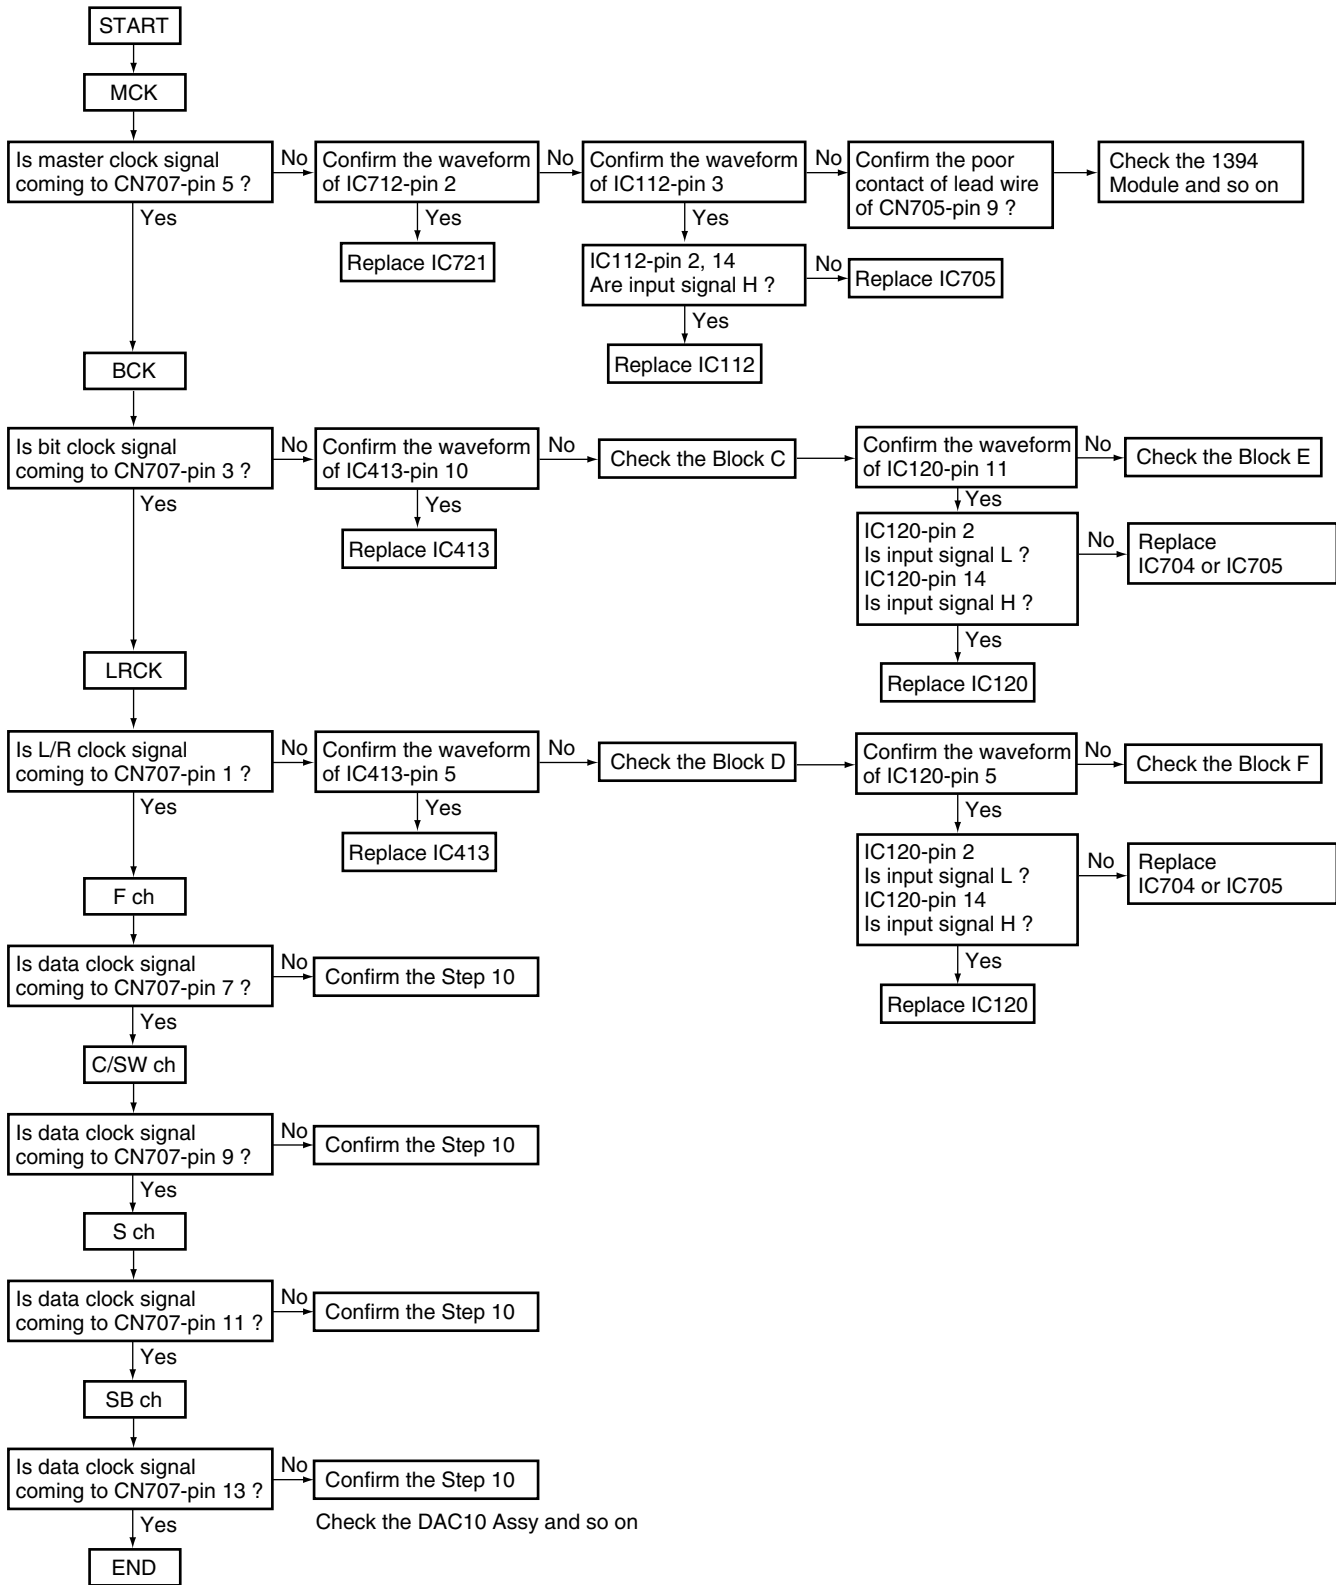 START
MCK
Is master clock signal
coming to CN707-pin 5 ?
No
Confirm the waveform
of IC712-pin 2
No
Confirm the waveform
of IC112-pin 3
No
Confirm the poor
contact of lead wire
of CN705-pin 9 ?
Check the 1394
Module and so on
Yes
Yes
Yes
Replace IC721
IC112-pin 2, 14
Are input signal H ?
No
Replace IC705
Yes
Replace IC112
BCK
Is bit clock signal
coming to CN707-pin 3 ?
No
Confirm the waveform
of IC413-pin 10
No
Check the Block C
Confirm the waveform
of IC120-pin 11
No
Check the Block E
Yes
Yes
Yes
Replace IC413
IC120-pin 2
Is input signal L ?
IC120-pin 14
Is input signal H ?
No
Replace
IC704 or IC705
Yes
Replace IC120
LRCK
Is L/R clock signal
coming to CN707-pin 1 ?
No
Confirm the waveform
of IC413-pin 5
No
Check the Block D
Confirm the waveform
of IC120-pin 5
No
Check the Block F
Yes
Yes
Yes
Replace IC413
IC120-pin 2
Is input signal L ?
IC120-pin 14
Is input signal H ?
No
Replace
IC704 or IC705
Yes
Replace IC120
F ch
Is data clock signal
coming to CN707-pin 7 ?
No
Confirm the Step 10
Yes
C/SW ch
Is data clock signal
coming to CN707-pin 9 ?
No
Confirm the Step 10
Yes
S ch
Is data clock signal
coming to CN707-pin 11 ?
No
Confirm the Step 10
Yes
SB ch
Is data clock signal
coming to CN707-pin 13 ?
No
Confirm the Step 10
Yes
Check the DAC10 Assy and so on
END